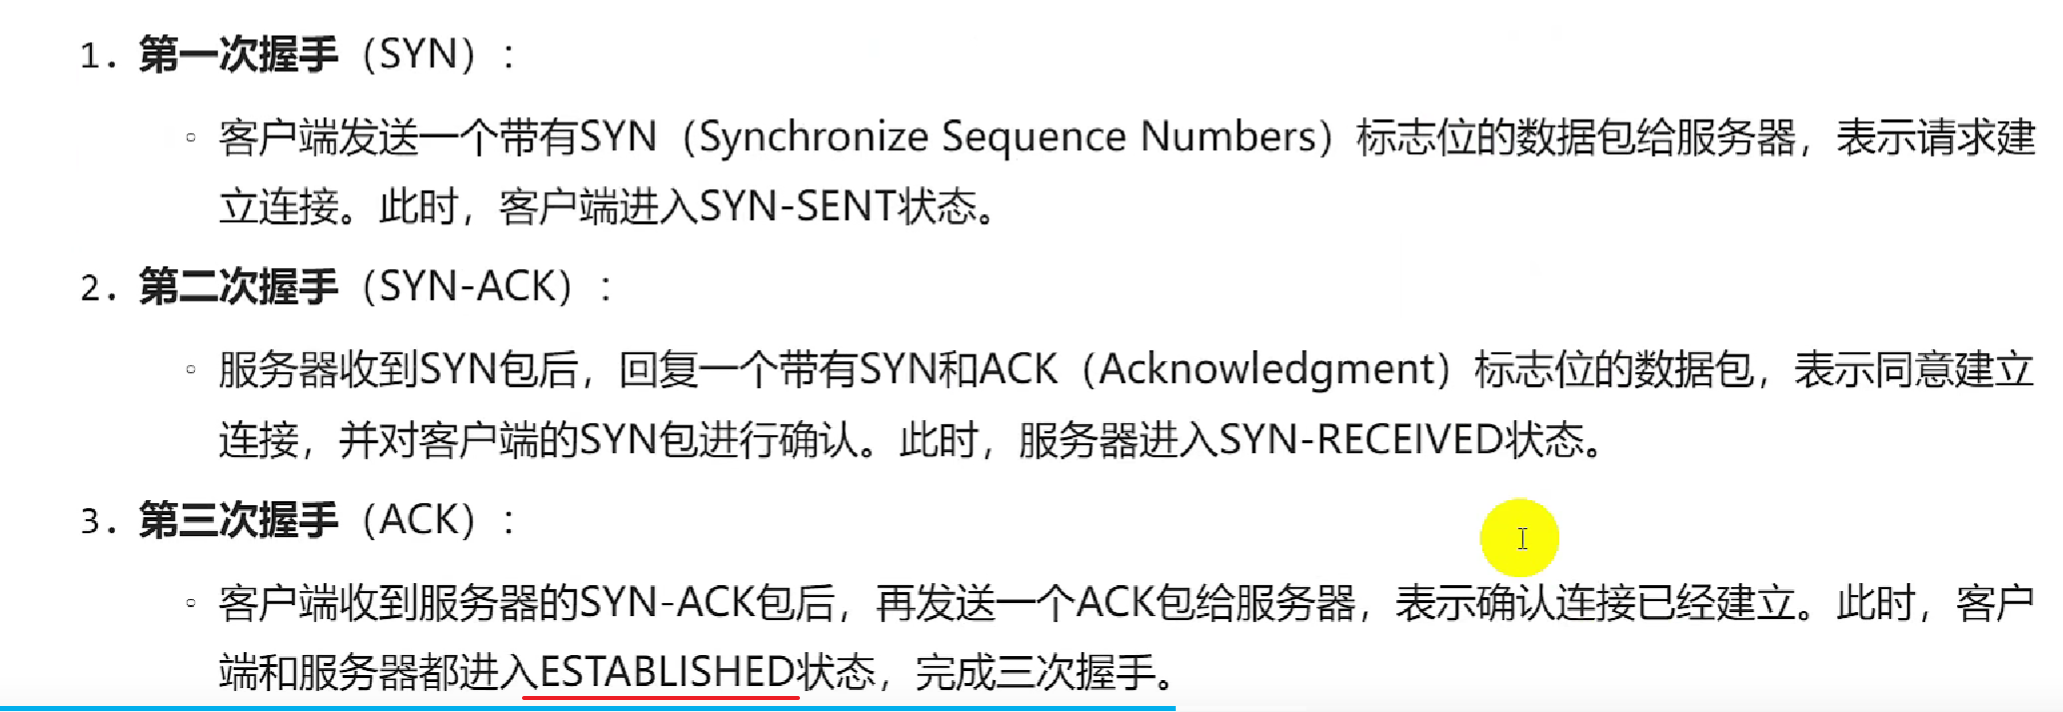 1. 第一次握手（SYN）:
◦ 客户端发送一个带有SYN（Synchronize Sequence Numbers）标志位的数据包给服务器，表示请求建
立连接。此时，客户端进入SYN-SENT状态。
2. 第二次握手（SYN-ACK）:
◦ 服务器收到SYN包后，回复一个带有SYN和ACK（Acknowledgment）标志位的数据包，表示同意建立
连接，并对客户端的SYN包进行确认。此时，服务器进入SYN-RECEIVED状态。
3. 第三次握手（ACK）:
◦ 客户端收到服务器的SYN-ACK包后，再发送一个ACK包给服务器，表示确认连接已经建立。此时，客户
端和服务器都进入ESTABLISHED状态，完成三次握手。